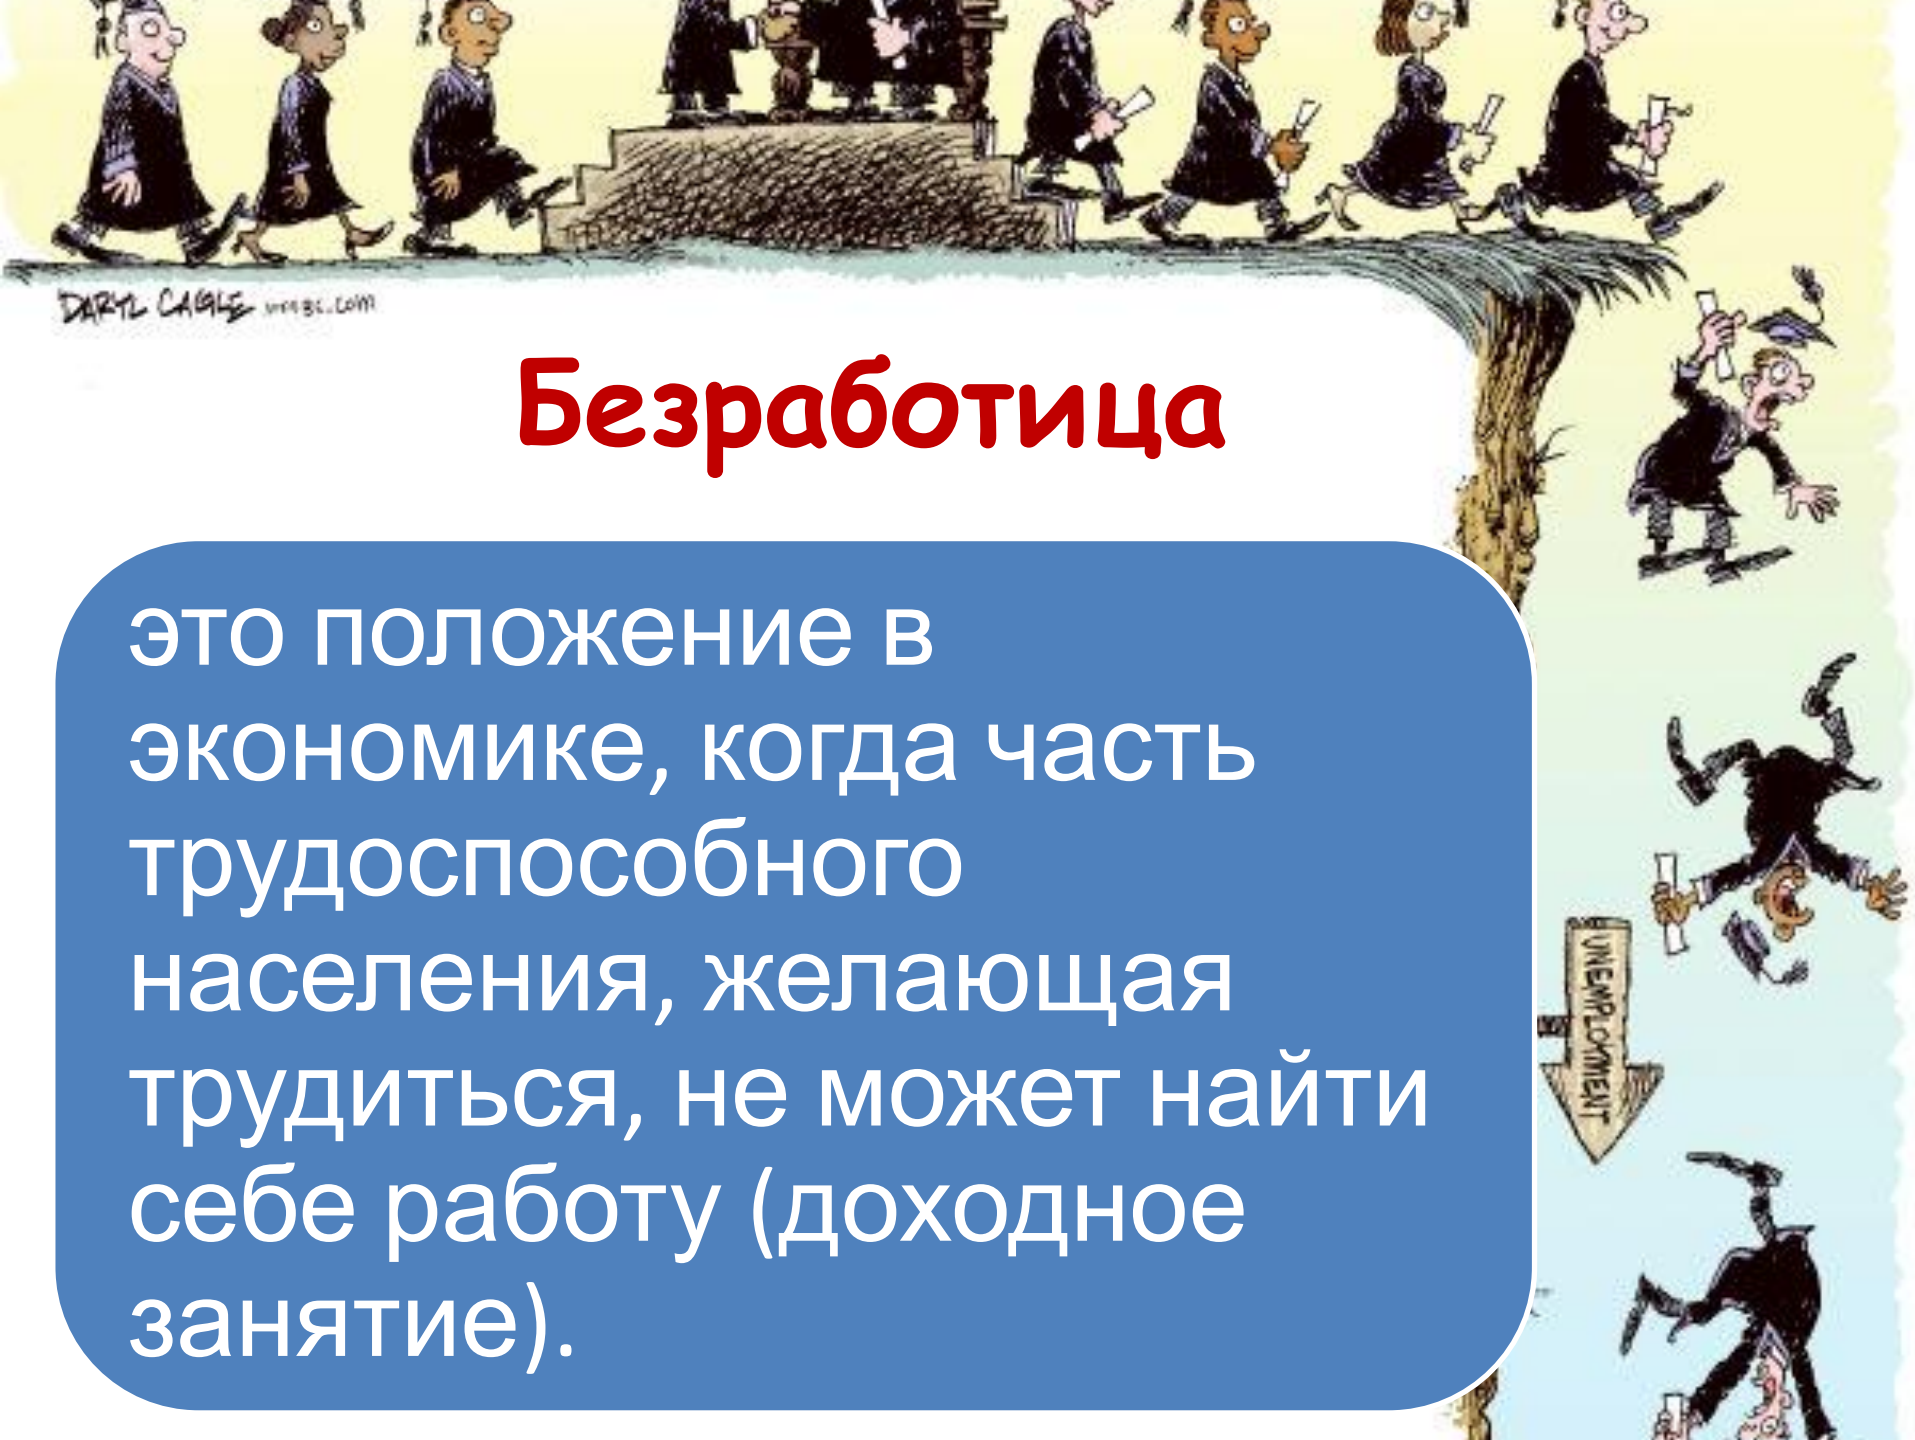 DARYL CAGLE
Безработица
это положение в
экономике, когда часть
трудоспособного
населения, желающая
трудиться, не может найти
себе работу (доходное
занятие).
UNEMPLOYMENT